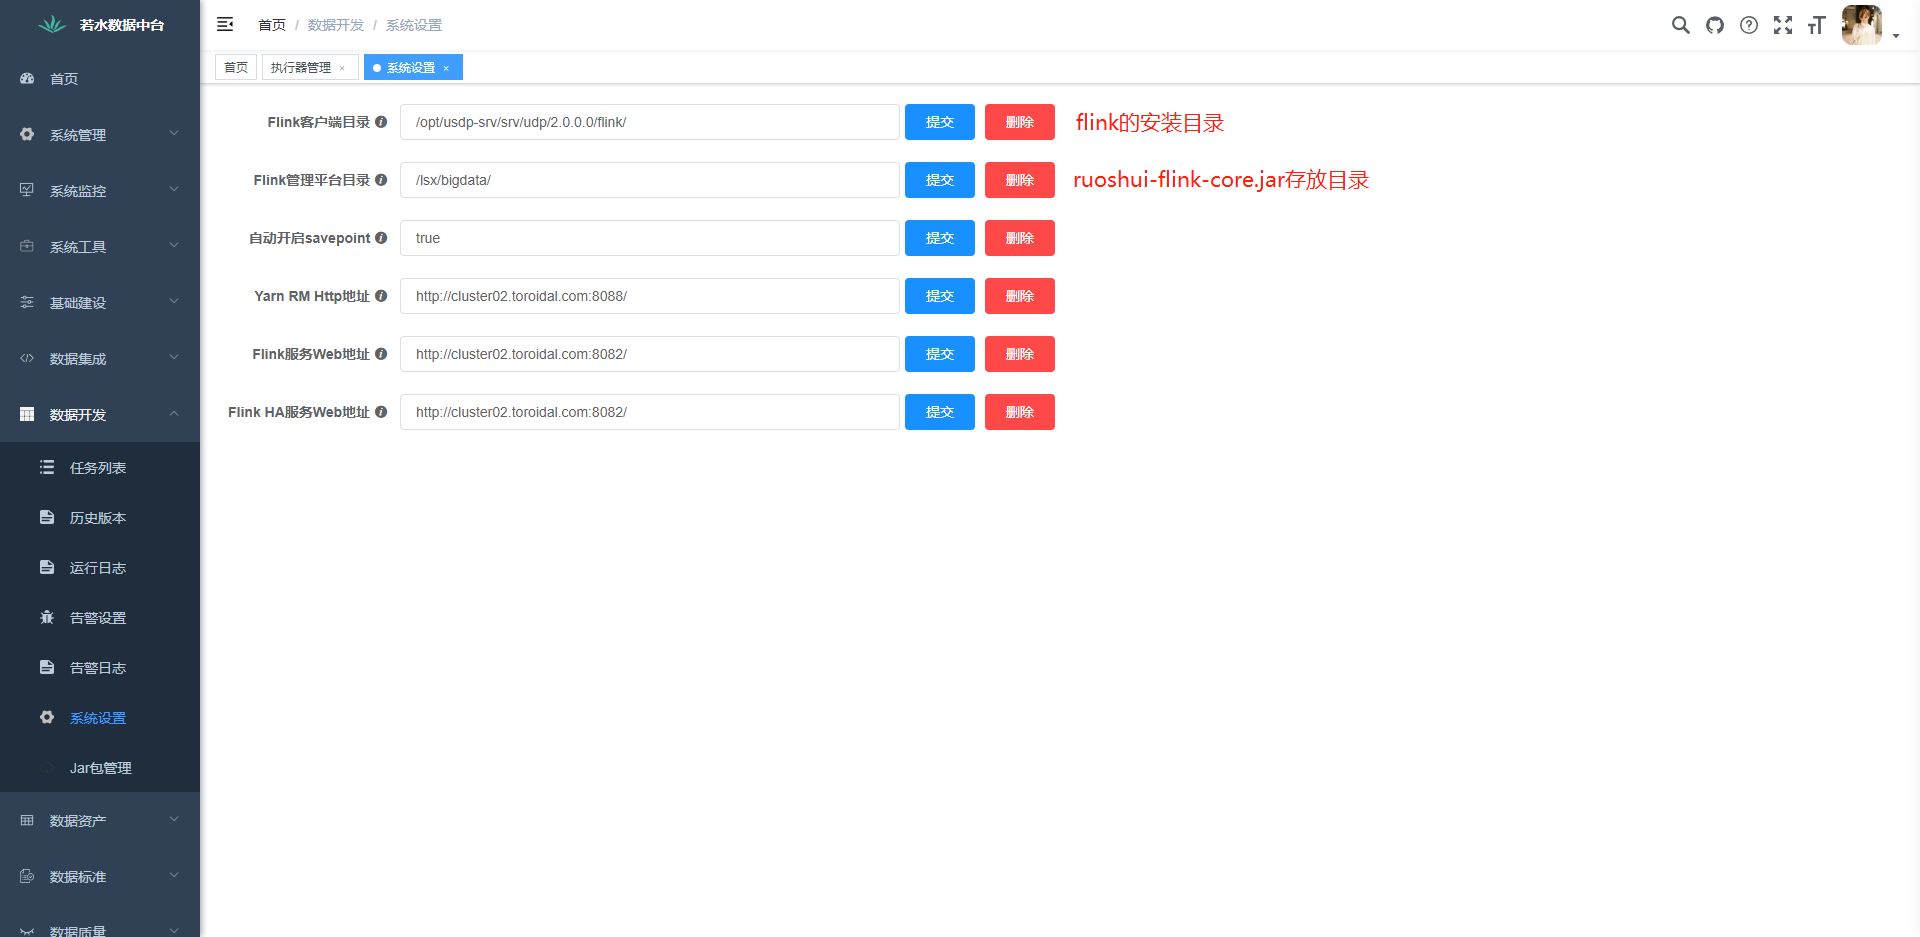 若水数据中台
首页 / 数据开发 / 系统设置
首页 执行器管理 × 系统设置 ×
首页
系统管理
系统监控
系统工具
基础建设
数据集成
数据开发
任务列表
历史版本
运行日志
告警设置
告警日志
系统设置
Jar包管理
数据资产
数据标准
数据质量
Flink客户端目录 /opt/usdp-srv/srv/udp/2.0.0.0/flink/ 提交 删除 flink的安装目录
Flink管理平台目录 /lsx/bigdata/ 提交 删除 ruoshui-flink-core.jar存放目录
自动开启savepoint true 提交 删除
Yarn RM Http地址 http://cluster02.toroidal.com:8088/ 提交 删除
Flink服务Web地址 http://cluster02.toroidal.com:8082/ 提交 删除
Flink HA服务Web地址 http://cluster02.toroidal.com:8082/ 提交 删除